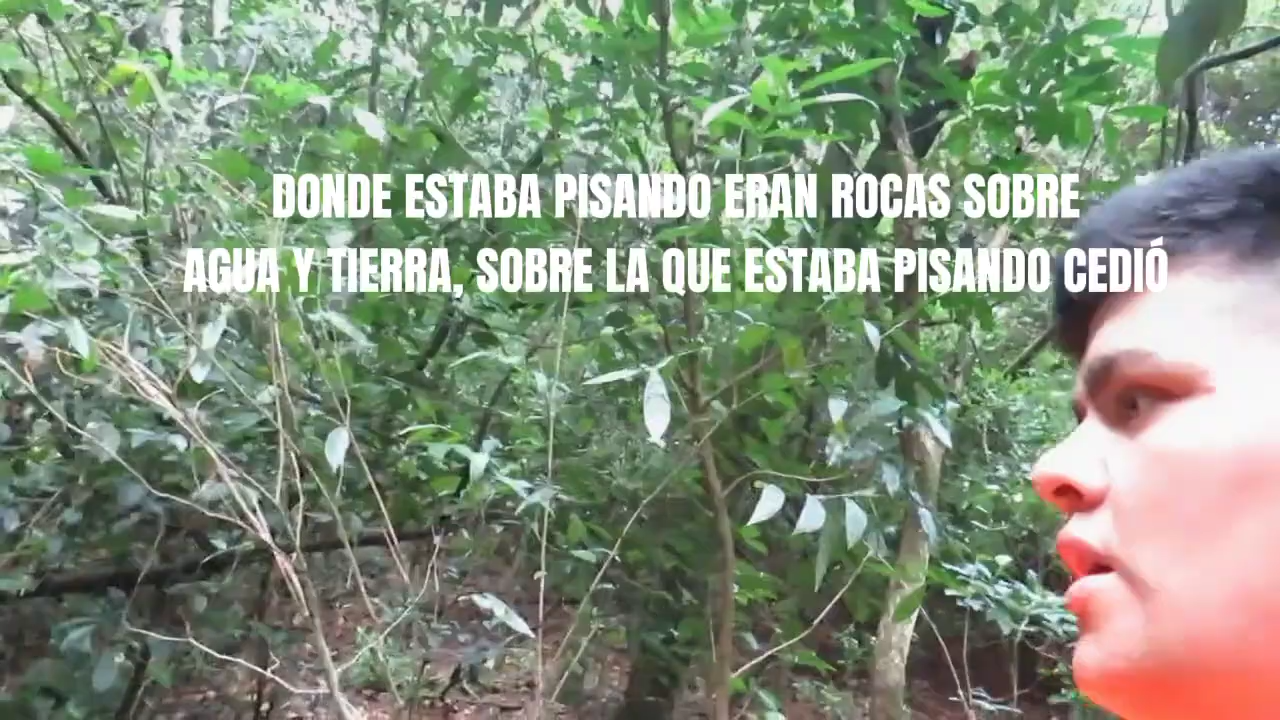 DONDE ESTABA PISANDO ERAN ROCAS SOBRE
AGUA Y TIERRA, SOBRE LA QUE ESTABA PISANDO CEDIÓ